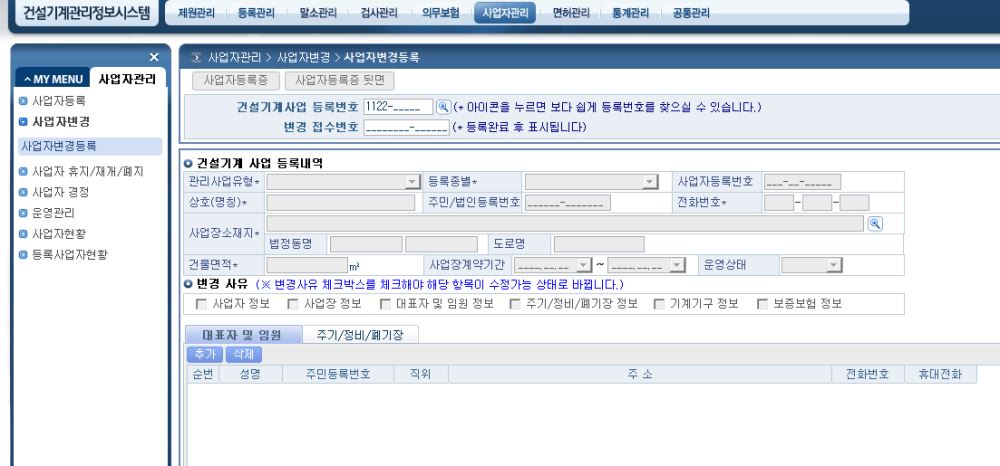 건설기계관리정보시스템 제원관리 등록관리 말소관리 검사관리 의무보험 사업자관리 면허관리 통계관리 공통관리
×
^ MY MENU 사업자관리
사업자등록
사업자변경
사업자변경등록
사업자 휴지/재개/폐지
사업자 경정
운영관리
사업자현황
등록사업자현황
사업자관리 > 사업자변경 > 사업자변경등록
사업자등록증 사업자등록증 뒷면
건설기계사업 등록번호 1122-_____ (* 아이콘을 누르면 보다 쉽게 등록번호를 찾으실 수 있습니다.)
변경 접수번호 ________-______ (* 등록완료 후 표시됩니다)
건설기계 사업 등록내역
관리사업유형* 등록종별* 사업자등록번호 ___-__-_____
상호(명칭)* 주민/법인등록번호 ______-_______ 전화번호* - -
사업장소재지*
법정동명 도로명
건물면적* m² 사업장계약기간 ____.__.__ ~ ____.__.__ 운영상태
변경 사유 (※ 변경사유 체크박스를 체크해야 해당 항목이 수정가능 상태로 바뀝니다.)
사업자 정보 사업장 정보 대표자 및 임원 정보 주기/정비/폐기장 정보 기계기구 정보 보증보험 정보
대표자 및 임원 주기/정비/폐기장
추가 삭제
순번 성명 주민등록번호 직위 주 소 전화번호 휴대전화